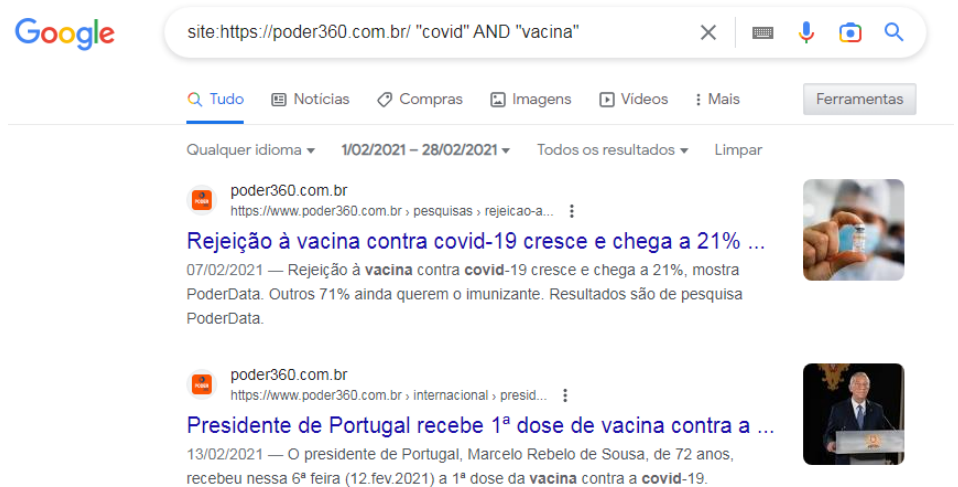 Google
site:https://poder360.com.br/ "covid" AND "vacina"
Tudo Notícias Compras Imagens Vídeos Mais Ferramentas
Qualquer idioma 1/02/2021 – 28/02/2021 Todos os resultados Limpar
poder360.com.br
https://www.poder360.com.br › pesquisas › rejeicao-a...
Rejeição à vacina contra covid-19 cresce e chega a 21% ...
07/02/2021 — Rejeição à vacina contra covid-19 cresce e chega a 21%, mostra
PoderData. Outros 71% ainda querem o imunizante. Resultados são de pesquisa
PoderData.
poder360.com.br
https://www.poder360.com.br › internacional › presid...
Presidente de Portugal recebe 1ª dose de vacina contra a ...
13/02/2021 — O presidente de Portugal, Marcelo Rebelo de Sousa, de 72 anos,
recebeu nessa 6ª feira (12.fev.2021) a 1ª dose da vacina contra a covid-19.